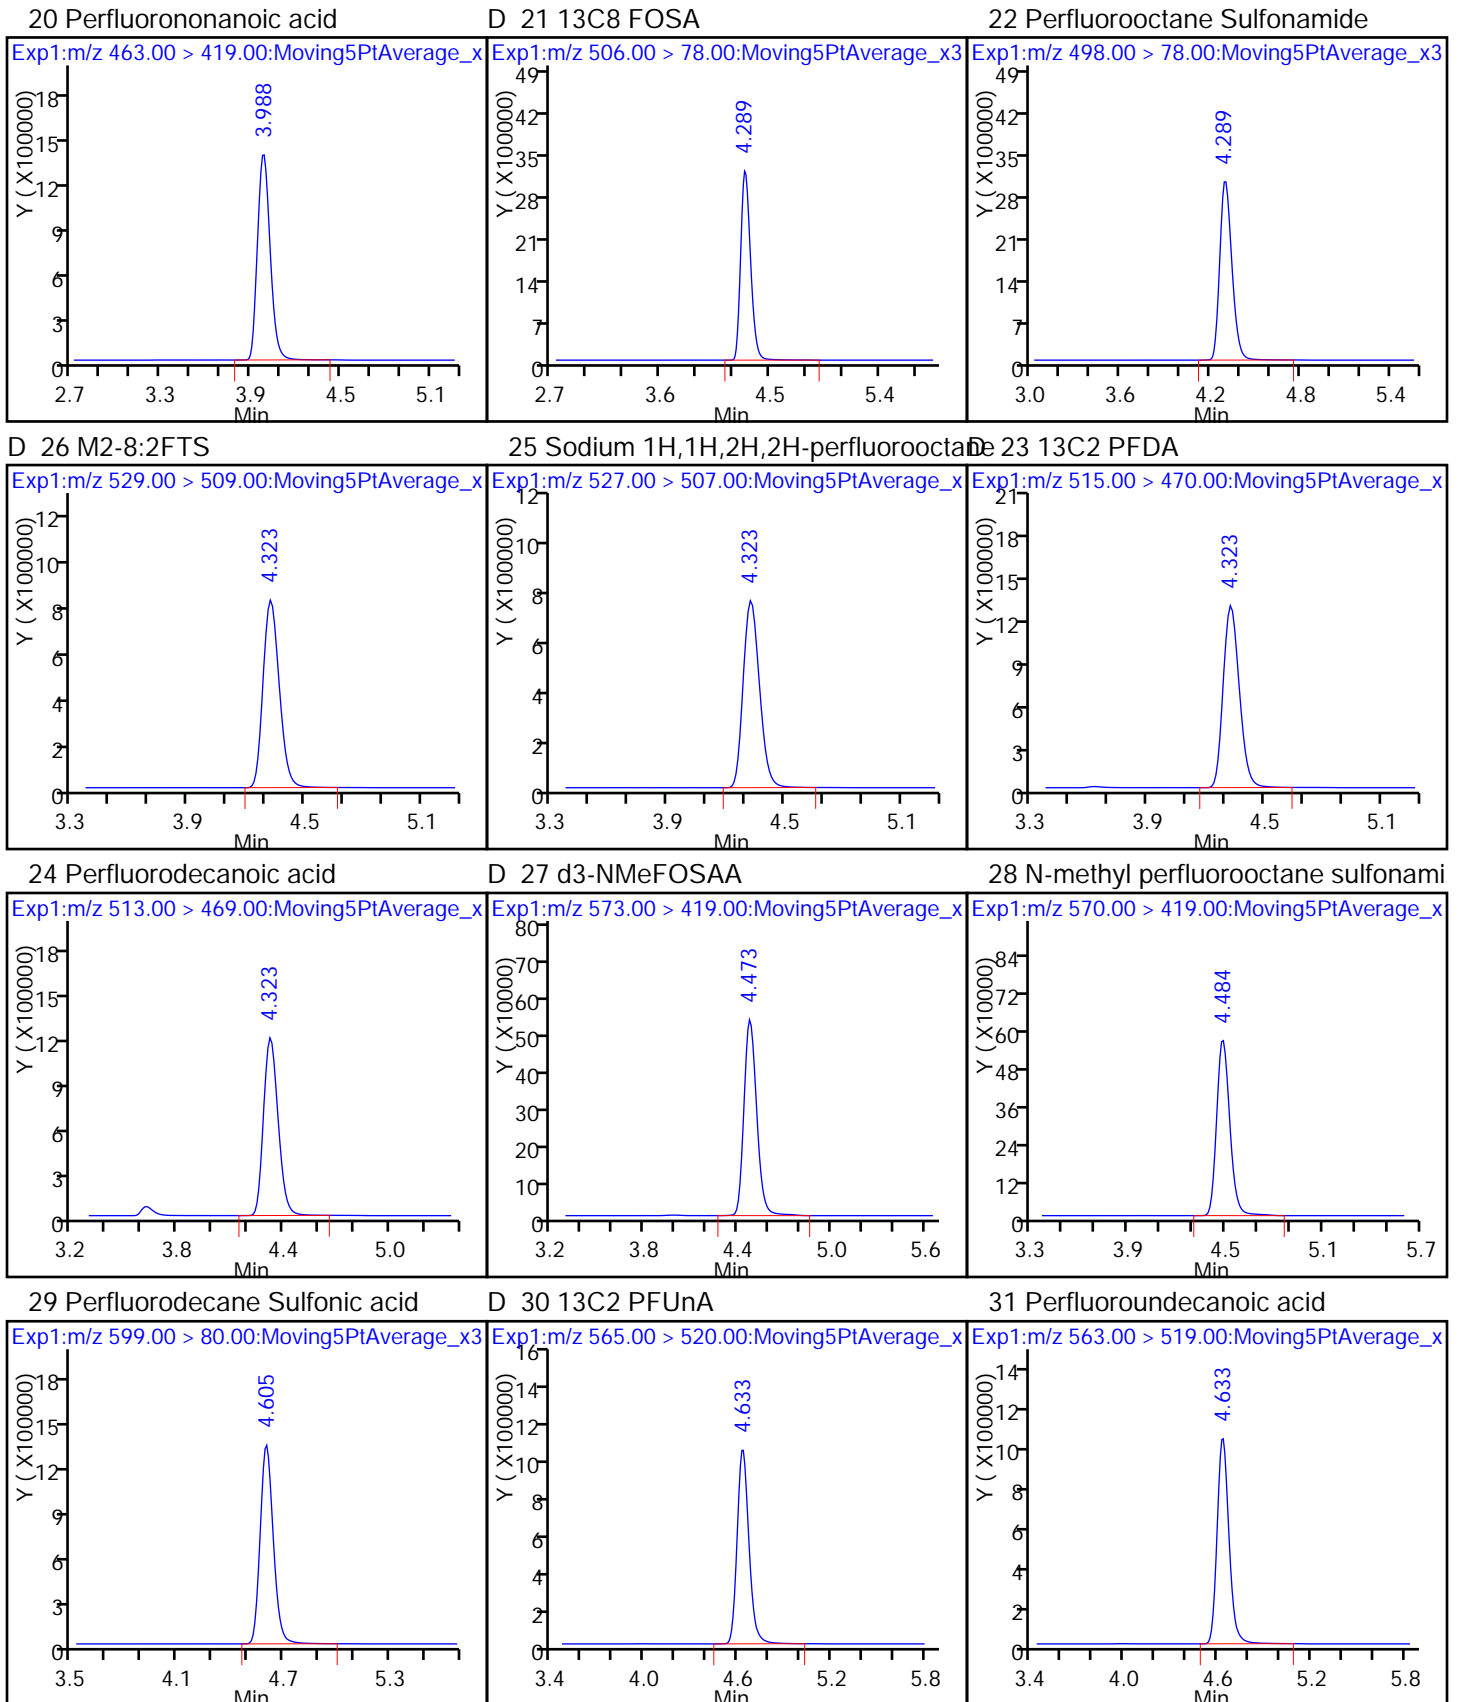 20 Perfluorononanoic acid
D 21 13C8 FOSA
22 Perfluorooctane Sulfonamide
Exp1:m/z 463.00 > 419.00:Moving5PtAverage_x
Y ( X100000)
18
15
12
9
6
3
0
3.988
2.7 3.3 3.9 4.5 5.1
Min
Exp1:m/z 506.00 > 78.00:Moving5PtAverage_x3
Y ( X100000)
49
42
35
28
21
14
7
0
4.289
2.7 3.6 4.5 5.4
Min
Exp1:m/z 498.00 > 78.00:Moving5PtAverage_x3
Y ( X100000)
49
42
35
28
21
14
7
0
4.289
3.0 3.6 4.2 4.8 5.4
Min
D 26 M2-8:2FTS
25 Sodium 1H,1H,2H,2H-perfluorooctane
D 23 13C2 PFDA
Exp1:m/z 529.00 > 509.00:Moving5PtAverage_x
Y ( X100000)
12
10
8
6
4
2
0
4.323
3.3 3.9 4.5 5.1
Min
Exp1:m/z 527.00 > 507.00:Moving5PtAverage_x
Y ( X100000)
12
10
8
6
4
2
0
4.323
3.3 3.9 4.5 5.1
Min
Exp1:m/z 515.00 > 470.00:Moving5PtAverage_x
Y ( X100000)
21
18
15
12
9
6
3
0
4.323
3.3 3.9 4.5 5.1
Min
24 Perfluorodecanoic acid
D 27 d3-NMeFOSAA
28 N-methyl perfluorooctane sulfonami
Exp1:m/z 513.00 > 469.00:Moving5PtAverage_x
Y ( X100000)
18
15
12
9
6
3
0
4.323
3.2 3.8 4.4 5.0
Min
Exp1:m/z 573.00 > 419.00:Moving5PtAverage_x
Y ( X10000)
80
70
60
50
40
30
20
10
0
4.473
3.2 3.8 4.4 5.0 5.6
Min
Exp1:m/z 570.00 > 419.00:Moving5PtAverage_x
Y ( X10000)
84
72
60
48
36
24
12
0
4.484
3.3 3.9 4.5 5.1 5.7
Min
29 Perfluorodecane Sulfonic acid
D 30 13C2 PFUnA
31 Perfluoroundecanoic acid
Exp1:m/z 599.00 > 80.00:Moving5PtAverage_x3
Y ( X100000)
18
15
12
9
6
3
0
4.605
3.5 4.1 4.7 5.3
Min
Exp1:m/z 565.00 > 520.00:Moving5PtAverage_x
Y ( X100000)
16
14
12
10
8
6
4
2
0
4.633
3.4 4.0 4.6 5.2 5.8
Min
Exp1:m/z 563.00 > 519.00:Moving5PtAverage_x
Y ( X100000)
14
12
10
8
6
4
2
0
4.633
3.4 4.0 4.6 5.2 5.8
Min